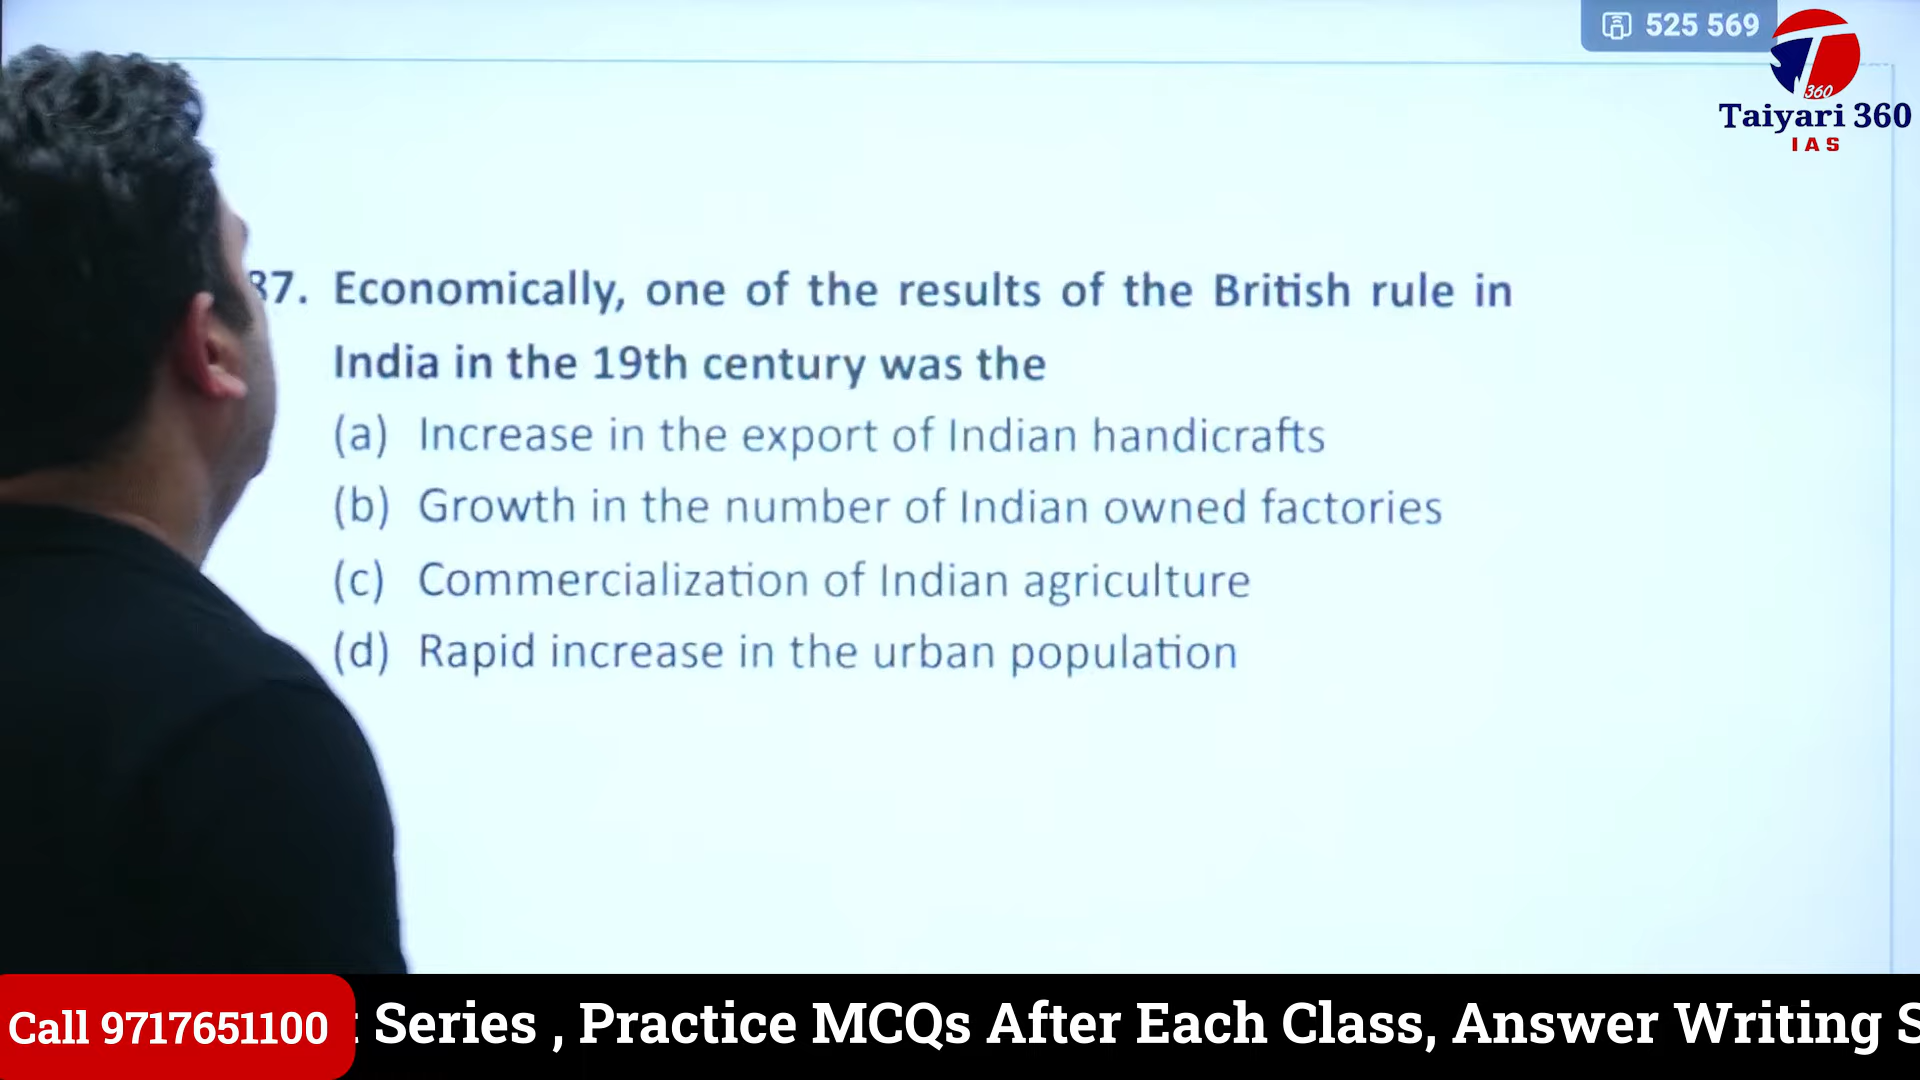 525 569
360
Taiyari 360
IAS
37. Economically, one of the results of the British rule in
India in the 19th century was the
(a) Increase in the export of Indian handicrafts
(b) Growth in the number of Indian owned factories
(c) Commercialization of Indian agriculture
(d) Rapid increase in the urban population
Call 9717651100
Series , Practice MCQs After Each Class, Answer Writing S